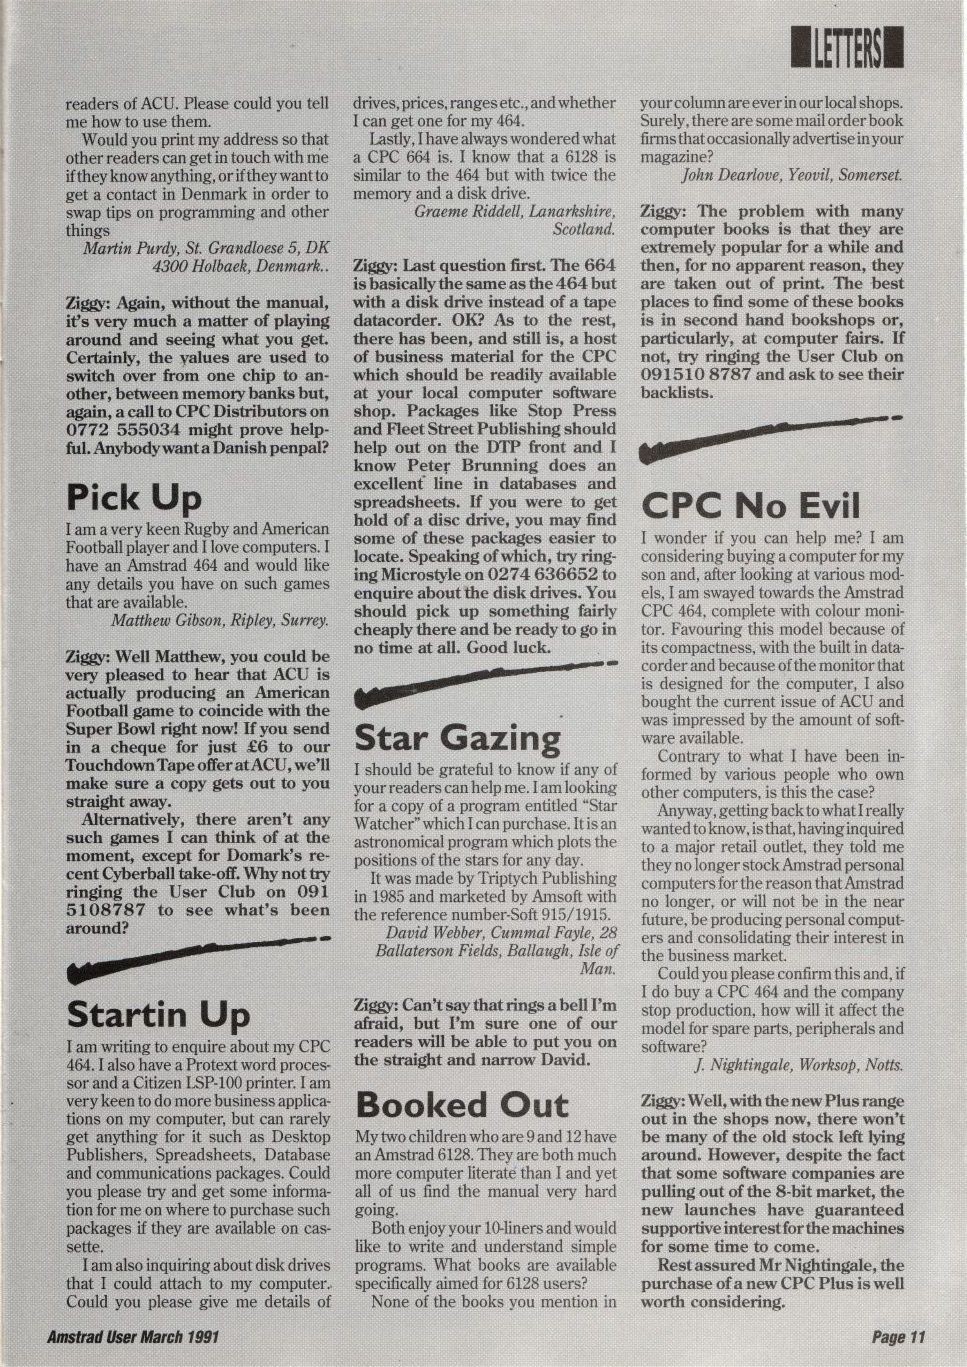 LETTERS
readers of ACU. Please could you tell
me how to use them.
Would you print my address so that
other readers can get in touch with me
if they know anything, or if they want to
get a contact in Denmark in order to
swap tips on programming and other
things
Martin Purdy, St. Grandloese 5, DK
4300 Holbaek, Denmark..
Ziggy: Again, without the manual,
it's very much a matter of playing
around and seeing what you get.
Certainly, the values are used to
switch over from one chip to an-
other, between memory banks but,
again, a call to CPC Distributors on
0772 555034 might prove help-
ful. Anybody want a Danish penpal?
Pick Up
I am a very keen Rugby and American
Football player and I love computers. I
have an Amstrad 464 and would like
any details you have on such games
that are available.
Matthew Gibson, Ripley, Surrey.
Ziggy: Well Matthew, you could be
very pleased to hear that ACU is
actually producing an American
Football game to coincide with the
Super Bowl right now! If you send
in a cheque for just £6 to our
Touchdown Tape offer at ACU, we'll
make sure a copy gets out to you
straight away.
Alternatively, there aren't any
such games I can think of at the
moment, except for Domark's re-
cent Cyberball take-off. Why not try
ringing the User Club on 091
5108787 to see what's been
around?
Startin Up
I am writing to enquire about my CPC
464. I also have a Protext word proces-
sor and a Citizen LSP-100 printer. I am
very keen to do more business applica-
tions on my computer, but can rarely
get anything for it such as Desktop
Publishers, Spreadsheets, Database
and communications packages. Could
you please try and get some informa-
tion for me on where to purchase such
packages if they are available on cas-
sette.
I am also inquiring about disk drives
that I could attach to my computer.
Could you please give me details of
drives, prices, ranges etc., and whether
I can get one for my 464.
Lastly, I have always wondered what
a CPC 664 is. I know that a 6128 is
similar to the 464 but with twice the
memory and a disk drive.
Graeme Riddell, Lanarkshire,
Scotland.
Ziggy: Last question first. The 664
is basically the same as the 464 but
with a disk drive instead of a tape
datacorder. OK? As to the rest,
there has been, and still is, a host
of business material for the CPC
which should be readily available
at your local computer software
shop. Packages like Stop Press
and Fleet Street Publishing should
help out on the DTP front and I
know Peter Brunning does an
excellent line in databases and
spreadsheets. If you were to get
hold of a disc drive, you may find
some of these packages easier to
locate. Speaking of which, try ring-
ing Microstyle on 0274 636652 to
enquire about the disk drives. You
should pick up something fairly
cheaply there and be ready to go in
no time at all. Good luck.
Star Gazing
I should be grateful to know if any of
your readers can help me. I am looking
for a copy of a program entitled "Star
Watcher" which I can purchase. It is an
astronomical program which plots the
positions of the stars for any day.
It was made by Triptych Publishing
in 1985 and marketed by Amsoft with
the reference number-Soft 915/1915.
David Webber, Cummal Fayle, 28
Ballaterson Fields, Ballaugh, Isle of
Man.
Ziggy: Can't say that rings a bell I'm
afraid, but I'm sure one of our
readers will be able to put you on
the straight and narrow David.
Booked Out
My two children who are 9 and 12 have
an Amstrad 6128. They are both much
more computer literate than I and yet
all of us find the manual very hard
going.
Both enjoy your 10-liners and would
like to write and understand simple
programs. What books are available
specifically aimed for 6128 users?
None of the books you mention in
your column are ever in our local shops.
Surely, there are some mail order book
firms that occasionally advertise in your
magazine?
John Dearlove, Yeovil, Somerset.
Ziggy: The problem with many
computer books is that they are
extremely popular for a while and
then, for no apparent reason, they
are taken out of print. The best
places to find some of these books
is in second hand bookshops or,
particularly, at computer fairs. If
not, try ringing the User Club on
091510 8787 and ask to see their
backlists.
CPC No Evil
I wonder if you can help me? I am
considering buying a computer for my
son and, after looking at various mod-
els, I am swayed towards the Amstrad
CPC 464, complete with colour moni-
tor. Favouring this model because of
its compactness, with the built in data-
corder and because of the monitor that
is designed for the computer, I also
bought the current issue of ACU and
was impressed by the amount of soft-
ware available.
Contrary to what I have been in-
formed by various people who own
other computers, is this the case?
Anyway, getting back to what I really
wanted to know, is that, having inquired
to a major retail outlet, they told me
they no longer stock Amstrad personal
computers for the reason that Amstrad
no longer, or will not be in the near
future, be producing personal comput-
ers and consolidating their interest in
the business market.
Could you please confirm this and, if
I do buy a CPC 464 and the company
stop production, how will it affect the
model for spare parts, peripherals and
software?
J. Nightingale, Worksop, Notts.
Ziggy: Well, with the new Plus range
out in the shops now, there won't
be many of the old stock left lying
around. However, despite the fact
that some software companies are
pulling out of the 8-bit market, the
new launches have guaranteed
supportive interest for the machines
for some time to come.
Rest assured Mr Nightingale, the
purchase of a new CPC Plus is well
worth considering.
Amstrad User March 1991
Page 11